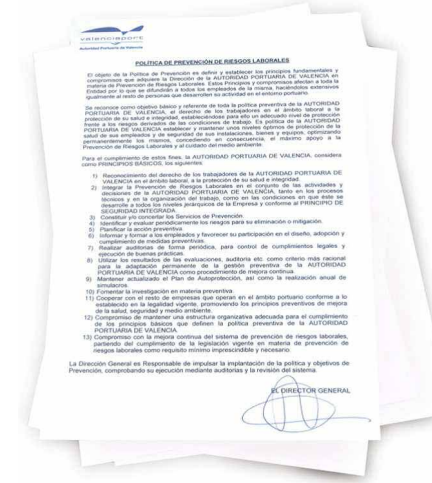 valenciaport
Autoridad Portuaria de Valencia
POLÍTICA DE PREVENCIÓN DE RIESGOS LABORALES
El objeto de la Política de Prevención es definir y establecer los principios fundamentales y
compromisos que adquiere la Dirección de la AUTORIDAD PORTUARIA DE VALENCIA en
materia de Prevención de Riesgos Laborales. Estos Principios y compromisos afectan a toda la
Entidad por lo que se difundirán a todos los empleados de la misma, haciéndolos extensivos
igualmente al resto de personas que desarrollen su actividad en el entorno portuario.
Se reconoce como objetivo básico y referente de toda la política preventiva de la AUTORIDAD
PORTUARIA DE VALENCIA, el derecho de los trabajadores en el ámbito laboral a la
protección de su salud e integridad, estableciéndose para ello un adecuado nivel de protección
frente a los riesgos derivados de las condiciones de trabajo. Es política de la AUTORIDAD
PORTUARIA DE VALENCIA establecer y mantener unos niveles óptimos de protección de la
salud de sus empleados y de seguridad de sus instalaciones, bienes y equipos, optimizando
permanentemente los mismos, concediendo en consecuencia, el máximo apoyo a la
Prevención de Riesgos Laborales y al cuidado del medio ambiente.
Para el cumplimiento de estos fines, la AUTORIDAD PORTUARIA DE VALENCIA, considera
como PRINCIPIOS BÁSICOS, los siguientes:
1) Reconocimiento del derecho de los trabajadores de la AUTORIDAD PORTUARIA DE
VALENCIA en el ámbito laboral, a la protección de su salud e integridad.
2) Integrar la Prevención de Riesgos Laborales en el conjunto de las actividades y
decisiones de la AUTORIDAD PORTUARIA DE VALENCIA, tanto en los procesos
técnicos y en la organización del trabajo, como en las condiciones en que éste se
desarrolle a todos los niveles jerárquicos de la Empresa y conforme al PRINCIPIO DE
SEGURIDAD INTEGRADA.
3) Constituir y/o concertar los Servicios de Prevención.
4) Identificar y evaluar periódicamente los riesgos para su eliminación o mitigación.
5) Planificar la acción preventiva.
6) Informar y formar a los empleados y favorecer su participación en el diseño, adopción y
cumplimiento de medidas preventivas.
7) Realizar auditorías de forma periódica, para control de cumplimientos legales y
ejecución de buenas prácticas.
8) Utilizar los resultados de las evaluaciones, auditoría etc. como criterio más racional
para la adaptación permanente de la gestión preventiva de la AUTORIDAD
PORTUARIA DE VALENCIA como procedimiento de mejora continua.
9) Mantener actualizado el Plan de Autoprotección, así como la realización anual de
simulacros.
10) Fomentar la investigación en materia preventiva.
11) Cooperar con el resto de empresas que operan en el ámbito portuario conforme a lo
establecido en la legalidad vigente, promoviendo los principios preventivos de mejora
de la salud, seguridad y medio ambiente.
12) Compromiso de mantener una estructura organizativa adecuada para el cumplimiento
de los principios básicos que definen la política preventiva de la AUTORIDAD
PORTUARIA DE VALENCIA
13) Compromiso con la mejora continua del sistema de prevención de riesgos laborales,
partiendo del cumplimiento de la legislación vigente en materia de prevención de
riesgos laborales como requisito mínimo imprescindible y necesario.
La Dirección General es Responsable de impulsar la implantación de la política y objetivos de
Prevención, comprobando su ejecución mediante auditorías y la revisión del sistema.
EL DIRECTOR GENERAL